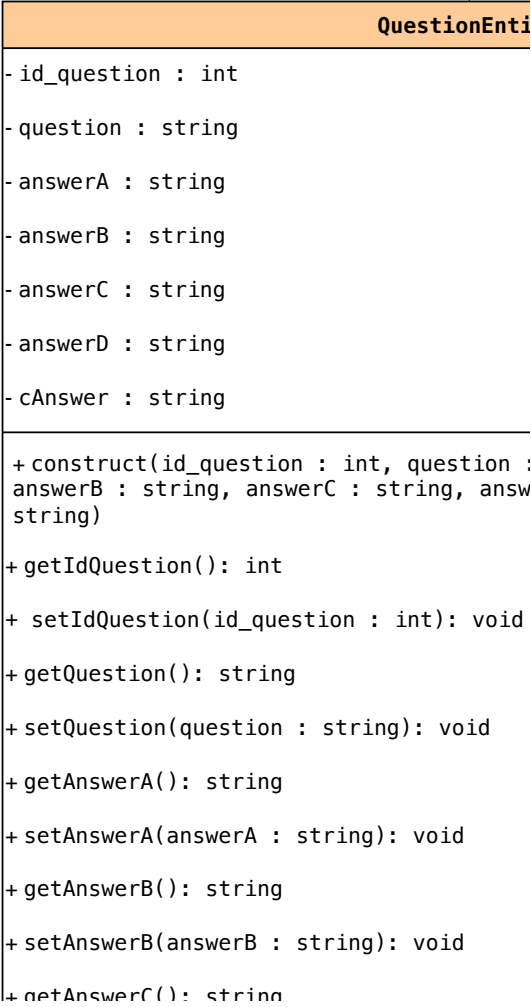 QuestionEnti
- id_question : int
- question : string
- answerA : string
- answerB : string
- answerC : string
- answerD : string
- cAnswer : string
+ construct(id_question : int, question :
answerB : string, answerC : string, answ
string)
+ getIdQuestion(): int
+ setIdQuestion(id_question : int): void
+ getQuestion(): string
+ setQuestion(question : string): void
+ getAnswerA(): string
+ setAnswerA(answerA : string): void
+ getAnswerB(): string
+ setAnswerB(answerB : string): void
+ getAnswerC(): string